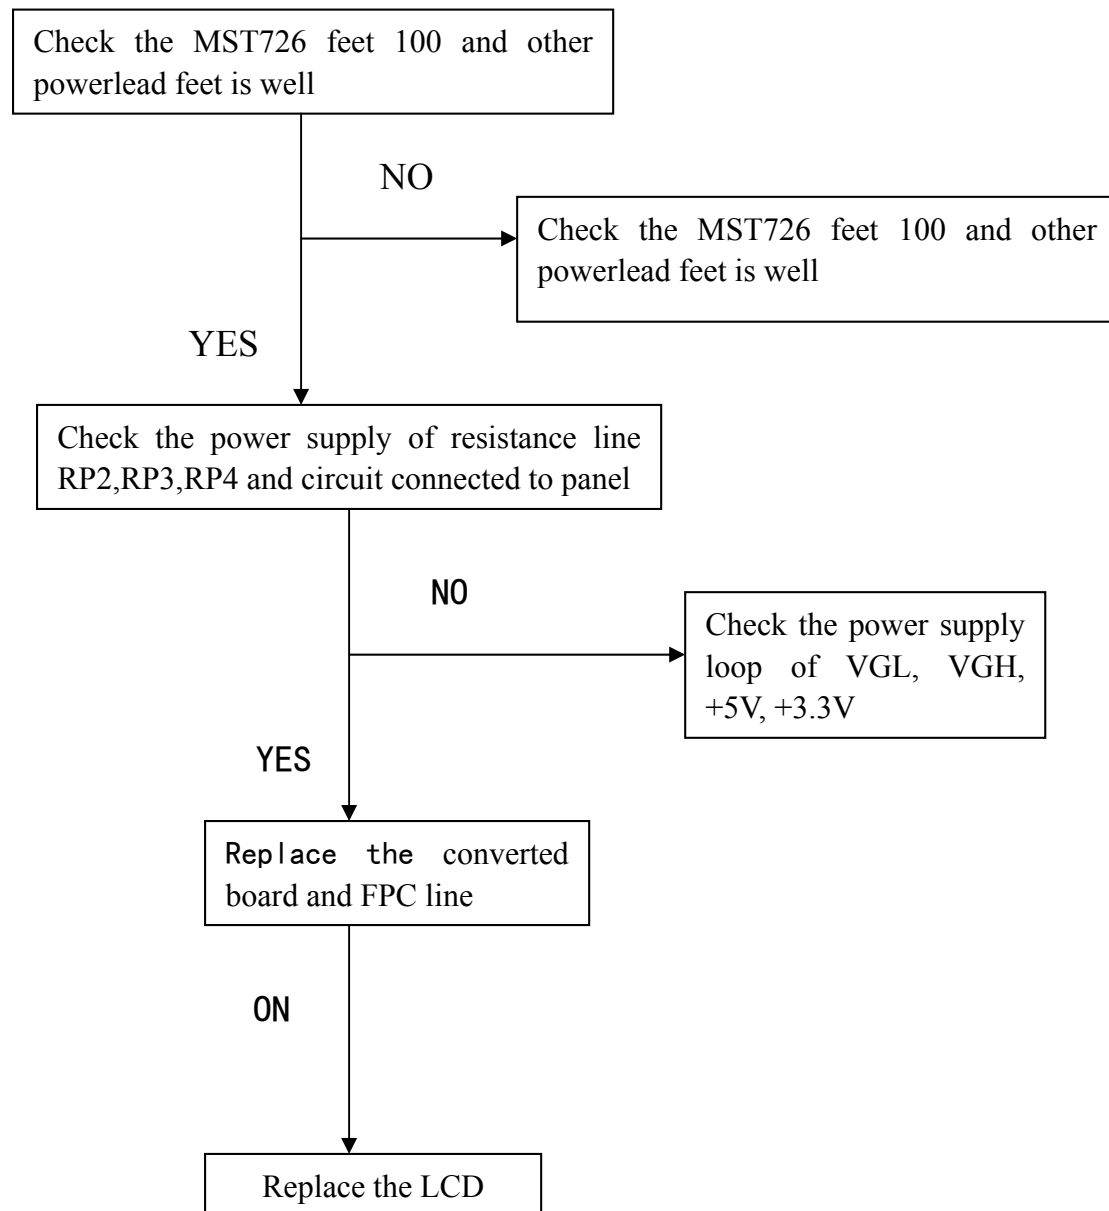 Check the MST726 feet 100 and other
powerlead feet is well
NO
Check the MST726 feet 100 and other
powerlead feet is well
YES
Check the power supply of resistance line
RP2,RP3,RP4 and circuit connected to panel
NO
Check the power supply
loop of VGL, VGH,
+5V, +3.3V
YES
Replace the converted
board and FPC line
ON
Replace the LCD